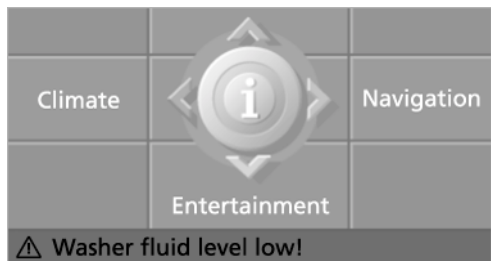 Climate
i
Navigation
Entertainment
⚠ Washer fluid level low!